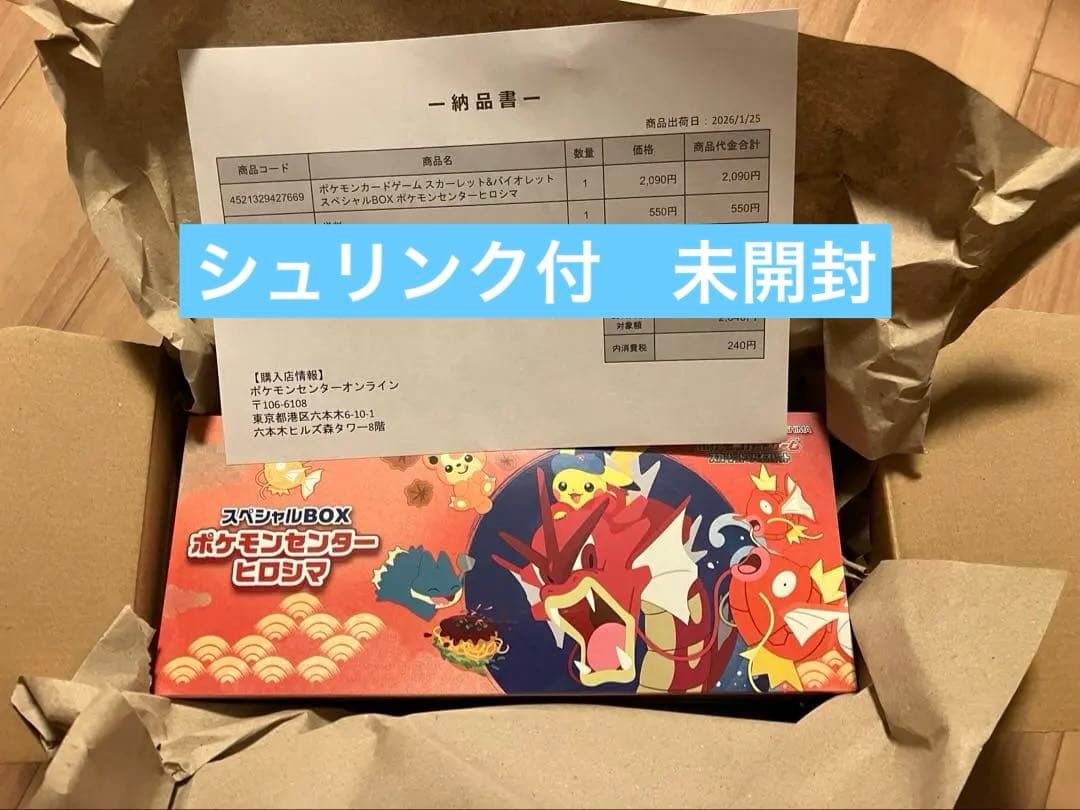 ー納品書ー
商品出荷日：2026/1/25
商品コード 商品名 数量 価格 商品代金合計
4521329427669 ポケモンカードゲーム スカーレット&バイオレット 1 2,090円 2,090円
スペシャルBOX ポケモンセンターヒロシマ
1 550円 550円
シュリンク付　未開封
対象額
内消費税 240円
【購入店情報】
ポケモンセンターオンライン
〒106-6108
東京都港区六本木6-10-1
六本木ヒルズ森タワー8階
スペシャルBOX
ポケモンセンター
ヒロシマ